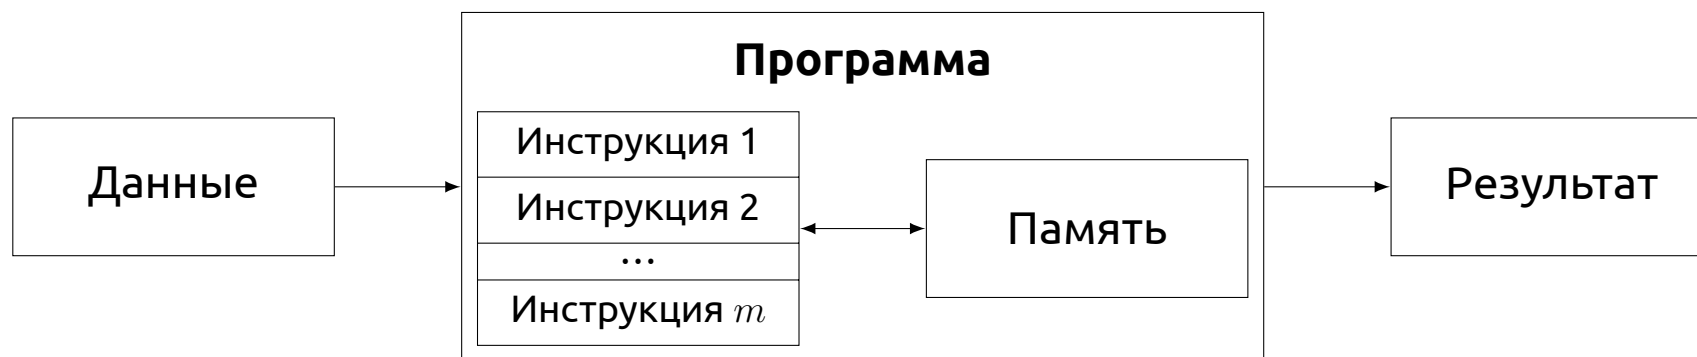 Программа
Данные
Инструкция 1
Инструкция 2
...
Инструкция m
Память
Результат